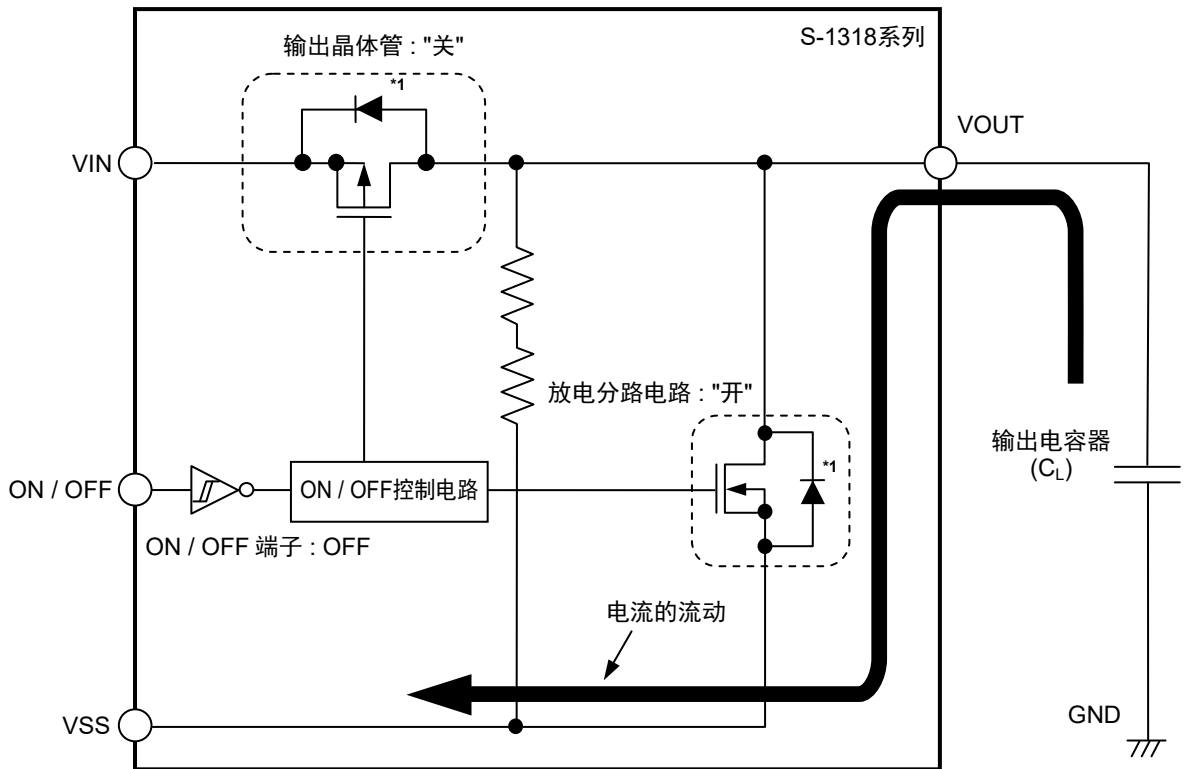 S-1318系列
输出晶体管 : "关"
*1
VOUT
VIN
放电分路电路 : "开"
*1
输出电容器
(CL)
ON / OFF
ON / OFF控制电路
ON / OFF 端子 : OFF
电流的流动
VSS
GND